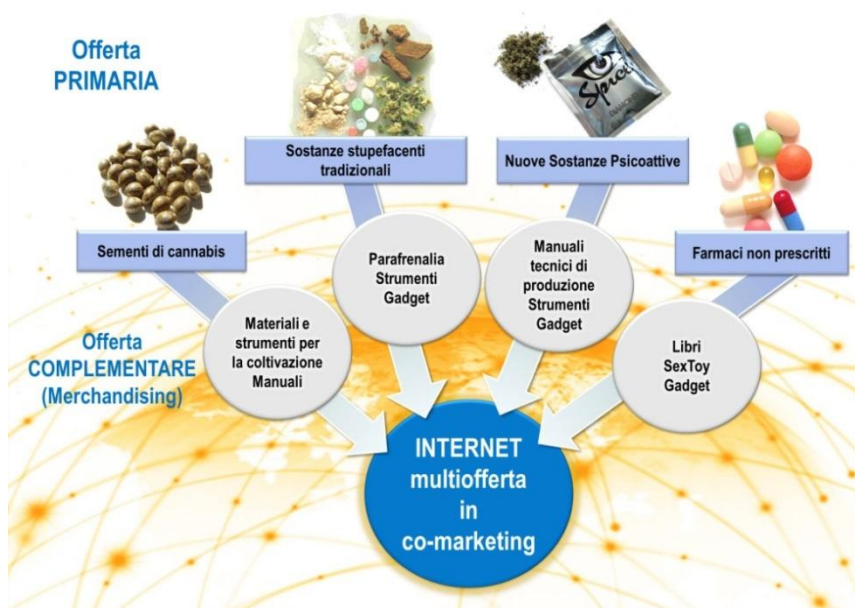 Offerta
PRIMARIA
Spice
DIAMOND
Sostanze stupefacenti
tradizionali
Nuove Sostanze Psicoattive
Sementi di cannabis
Farmaci non prescritti
Parafrenalia
Strumenti
Gadget
Manuali
tecnici di
produzione
Strumenti
Gadget
Materiali e
strumenti per
la coltivazione
Manuali
Libri
SexToy
Gadget
Offerta
COMPLEMENTARE
(Merchandising)
INTERNET
multiofferta
in
co-marketing